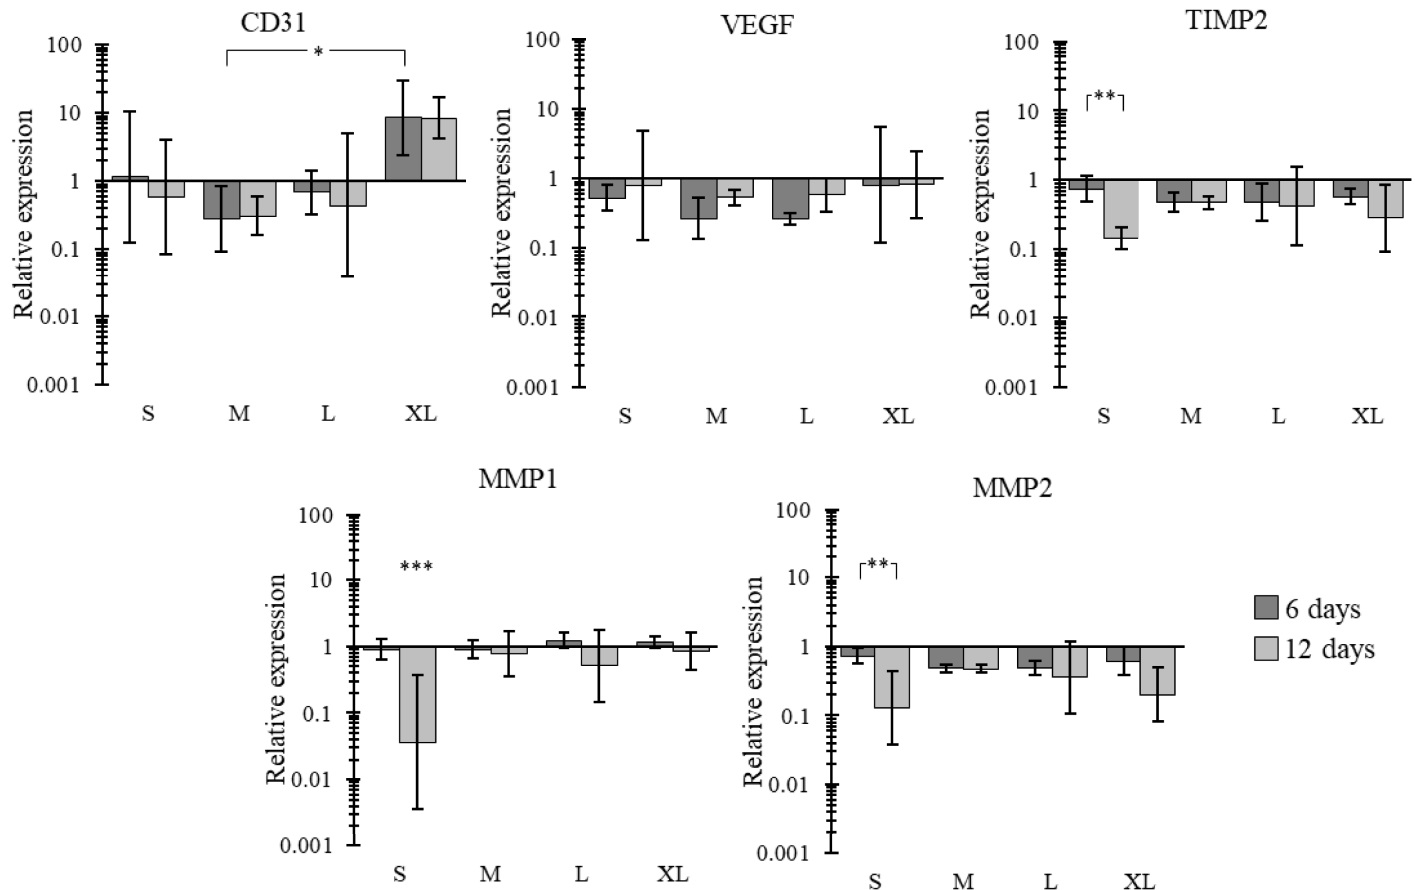 CD31
VEGF
TIMP2
Relative expression
100
10
1
0.1
0.01
0.001
*
S M L XL
Relative expression
100
10
1
0.1
0.01
0.001
S M L XL
Relative expression
100
10
1
0.1
0.01
0.001
**
S M L XL
MMP1
MMP2
Relative expression
100
10
1
0.1
0.01
0.001
***
S M L XL
Relative expression
100
10
1
0.1
0.01
0.001
**
S M L XL
6 days
12 days